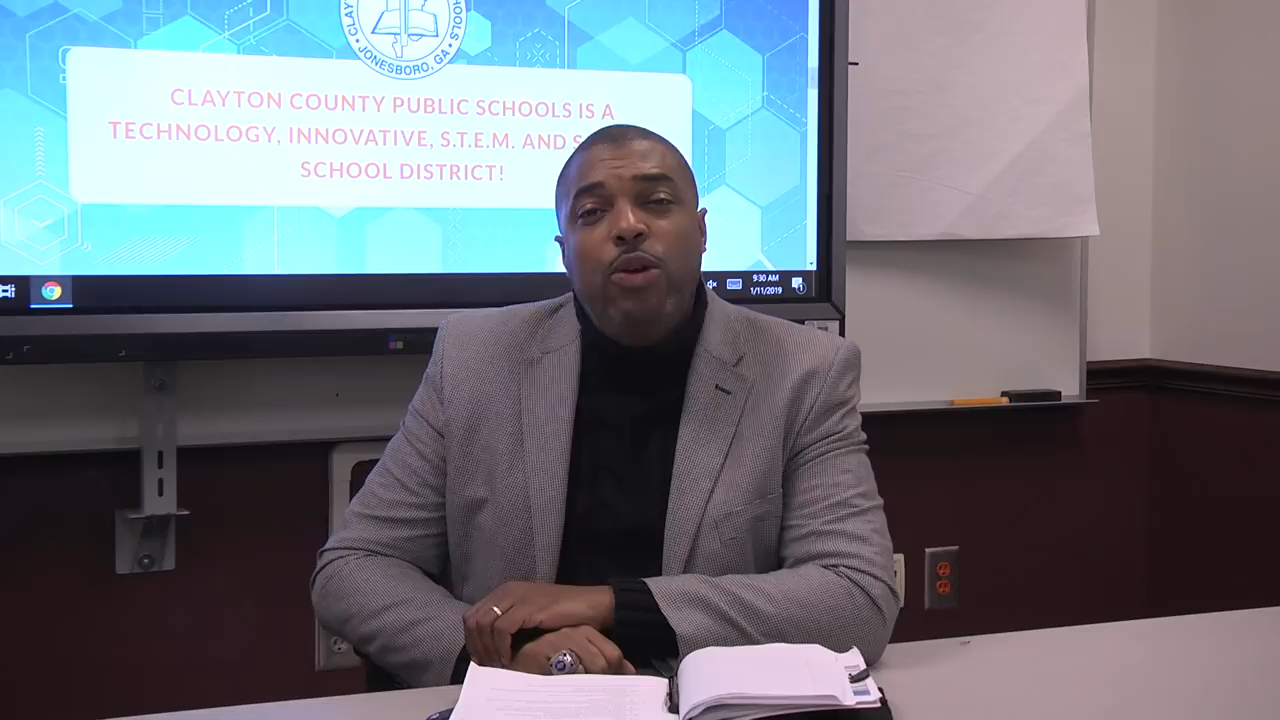 JONESBORO, GA
CLAYTON COUNTY PUBLIC SCHOOLS IS A
TECHNOLOGY, INNOVATIVE, S.T.E.M. AND
SCHOOL DISTRICT!
9:30 AM
1/11/2019